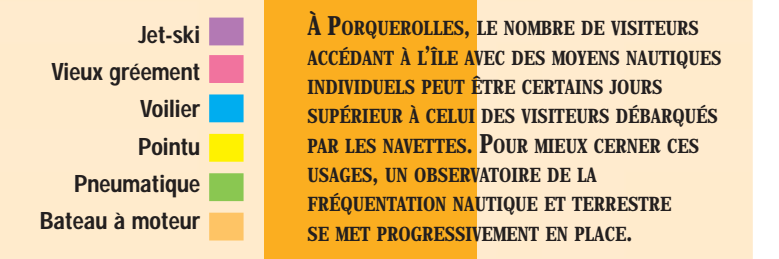 Jet-ski
Vieux gréement
Voilier
Pointu
Pneumatique
Bateau à moteur
À PORQUEROLLES, LE NOMBRE DE VISITEURS
ACCÉDANT À L'ÎLE AVEC DES MOYENS NAUTIQUES
INDIVIDUELS PEUT ÊTRE CERTAINS JOURS
SUPÉRIEUR À CELUI DES VISITEURS DÉBARQUÉS
PAR LES NAVETTES. POUR MIEUX CERNER CES
USAGES, UN OBSERVATOIRE DE LA
FRÉQUENTATION NAUTIQUE ET TERRESTRE
SE MET PROGRESSIVEMENT EN PLACE.